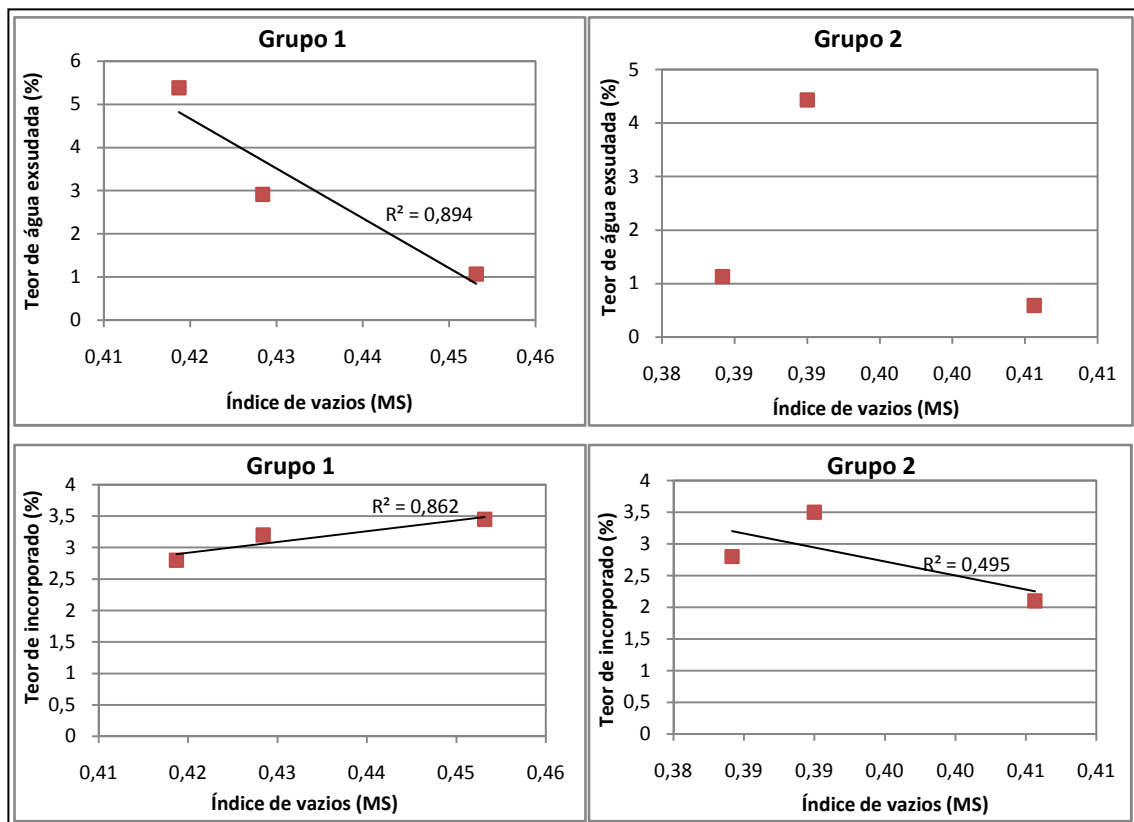 Grupo 1
Teor de água exsudada (%)
6
5
4
3
2
1
0
R² = 0,894
0,41 0,42 0,43 0,44 0,45 0,46
Índice de vazios (MS)
Grupo 2
Teor de água exsudada (%)
5
4
3
2
1
0
0,38 0,39 0,39 0,40 0,40 0,41 0,41
Índice de vazios (MS)
Grupo 1
Teor de incorporado (%)
4
3,5
3
2,5
2
1,5
1
0,5
0
R² = 0,862
0,41 0,42 0,43 0,44 0,45 0,46
Índice de vazios (MS)
Grupo 2
Teor de incorporado (%)
4
3,5
3
2,5
2
1,5
1
0,5
0
R² = 0,495
0,38 0,39 0,39 0,40 0,40 0,41 0,41
Índice de vazios (MS)